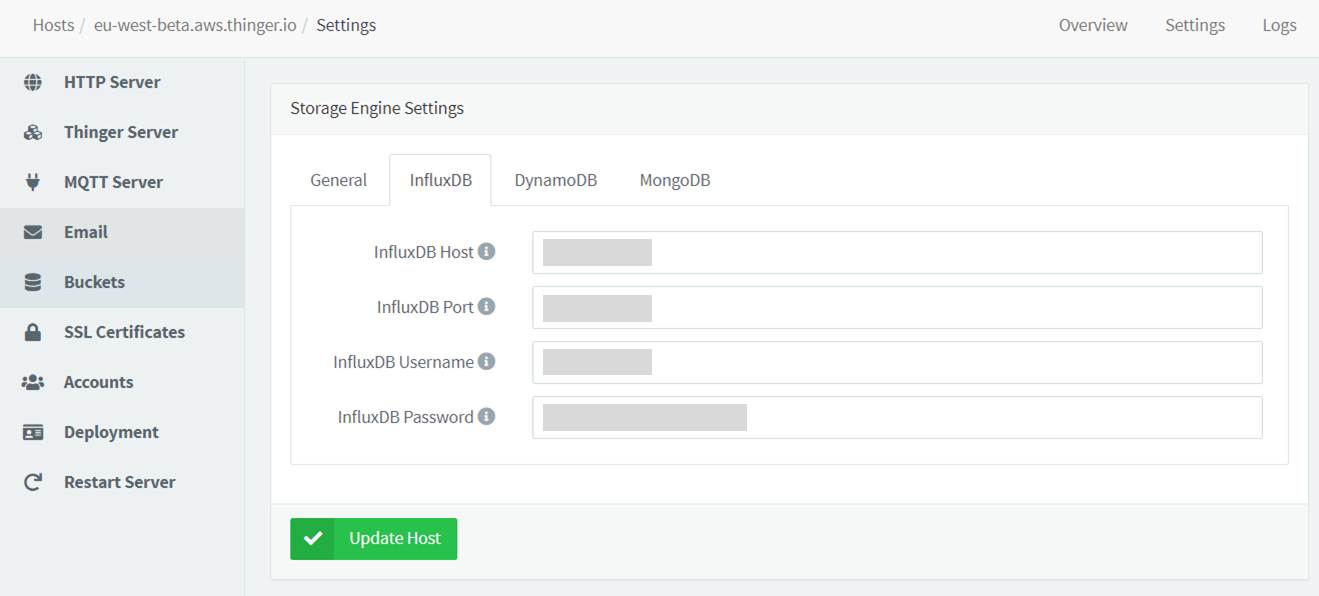 Hosts / eu-west-beta.aws.thinger.io / Settings
Overview Settings Logs
HTTP Server
Thinger Server
MQTT Server
Email
Buckets
SSL Certificates
Accounts
Deployment
Restart Server
Storage Engine Settings
General InfluxDB DynamoDB MongoDB
InfluxDB Host
InfluxDB Port
InfluxDB Username
InfluxDB Password
Update Host